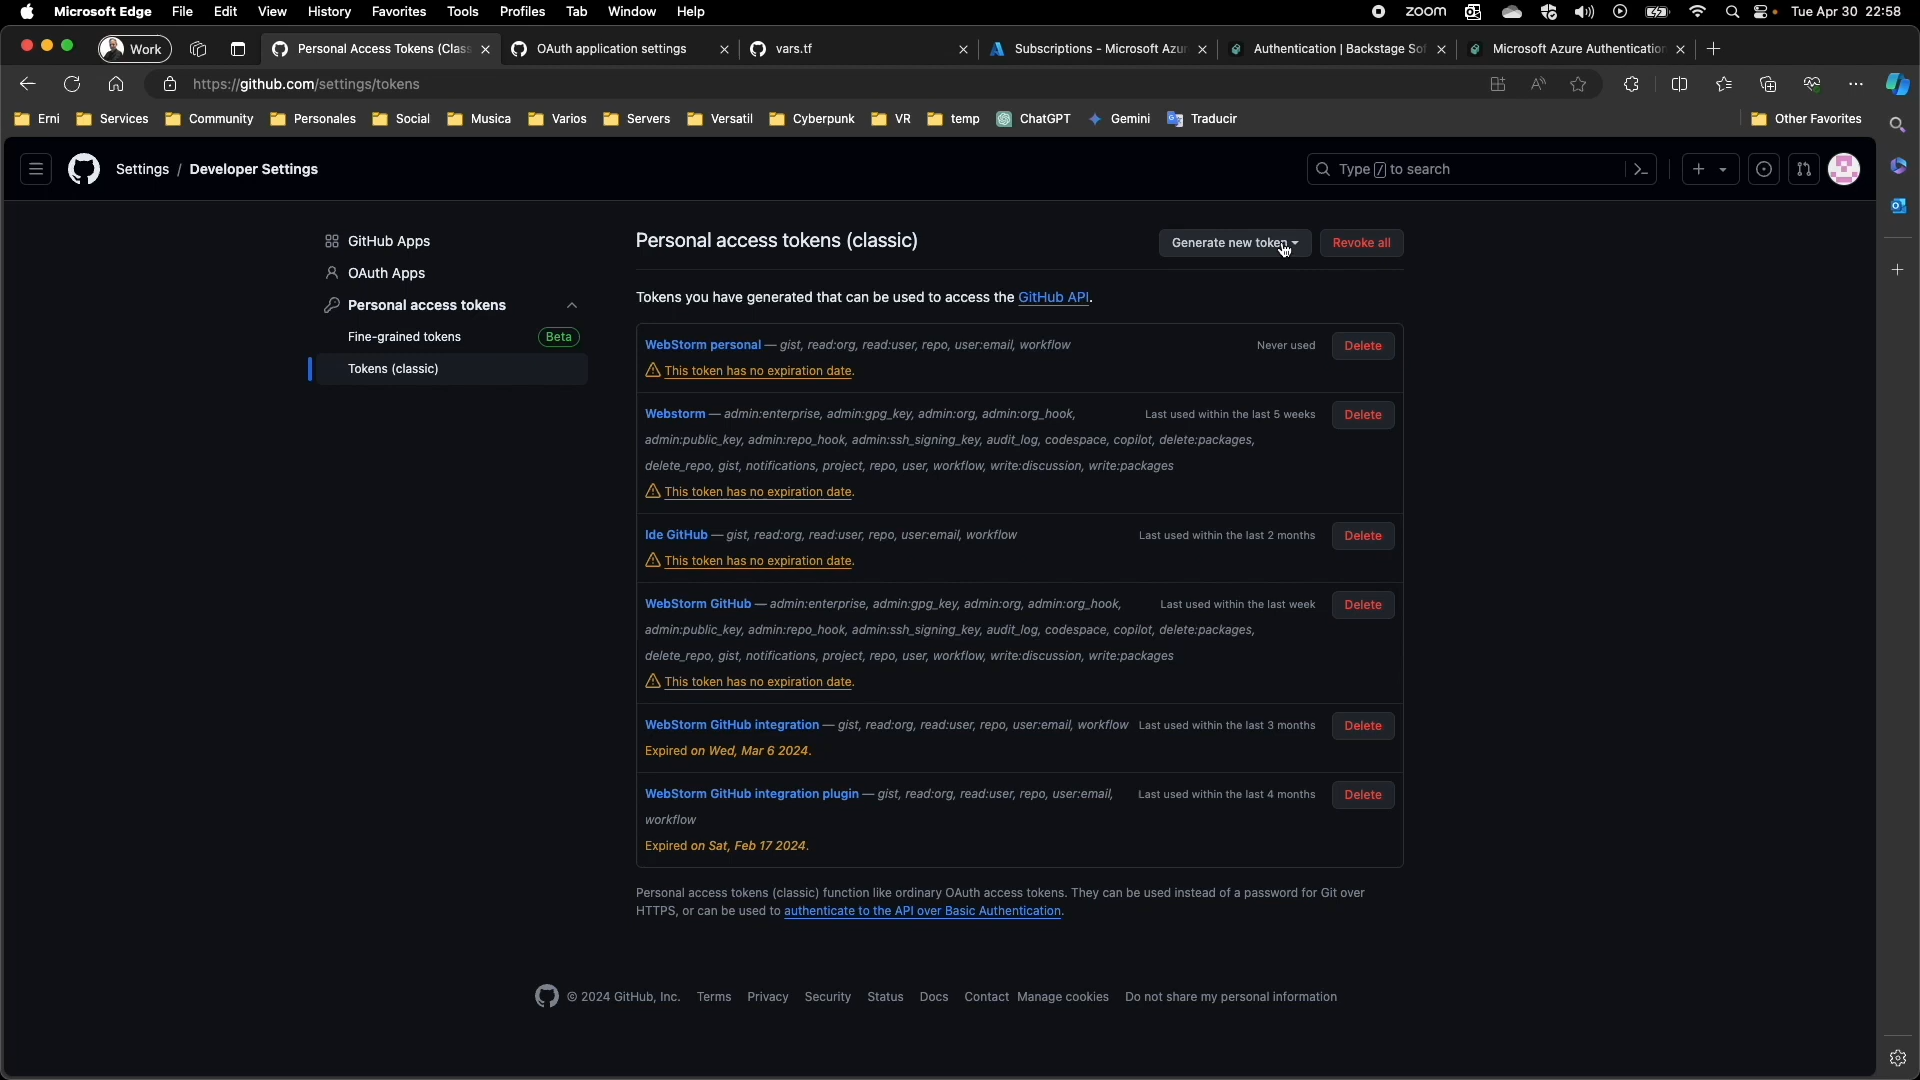 Microsoft Edge File Edit View History Favorites Tools Profiles Tab Window Help zoom Tue Apr 30 22:58
Work Personal Access Tokens (Class OAuth application settings vars.tf Subscriptions - Microsoft Azur Authentication | Backstage Sof Microsoft Azure Authentication
https://github.com/settings/tokens
Erni Services Community Personales Social Musica Varios Servers Versatil Cyberpunk VR temp ChatGPT Gemini Traducir Other Favorites
Settings / Developer Settings Type / to search
GitHub Apps
OAuth Apps
Personal access tokens
Fine-grained tokens Beta
Tokens (classic)
Personal access tokens (classic) Generate new token Revoke all
Tokens you have generated that can be used to access the GitHub API.
WebStorm personal — gist, read:org, read:user, repo, user:email, workflow Never used Delete
This token has no expiration date.
Webstorm — admin:enterprise, admin:gpg_key, admin:org, admin:org_hook, Last used within the last 5 weeks Delete
admin:public_key, admin:repo_hook, admin:ssh_signing_key, audit_log, codespace, copilot, delete:packages,
delete_repo, gist, notifications, project, repo, user, workflow, write:discussion, write:packages
This token has no expiration date.
Ide GitHub — gist, read:org, read:user, repo, user:email, workflow Last used within the last 2 months Delete
This token has no expiration date.
WebStorm GitHub — admin:enterprise, admin:gpg_key, admin:org, admin:org_hook, Last used within the last week Delete
admin:public_key, admin:repo_hook, admin:ssh_signing_key, audit_log, codespace, copilot, delete:packages,
delete_repo, gist, notifications, project, repo, user, workflow, write:discussion, write:packages
This token has no expiration date.
WebStorm GitHub integration — gist, read:org, read:user, repo, user:email, workflow Last used within the last 3 months Delete
Expired on Wed, Mar 6 2024.
WebStorm GitHub integration plugin — gist, read:org, read:user, repo, user:email, Last used within the last 4 months Delete
workflow
Expired on Sat, Feb 17 2024.
Personal access tokens (classic) function like ordinary OAuth access tokens. They can be used instead of a password for Git over
HTTPS, or can be used to authenticate to the API over Basic Authentication.
© 2024 GitHub, Inc. Terms Privacy Security Status Docs Contact Manage cookies Do not share my personal information